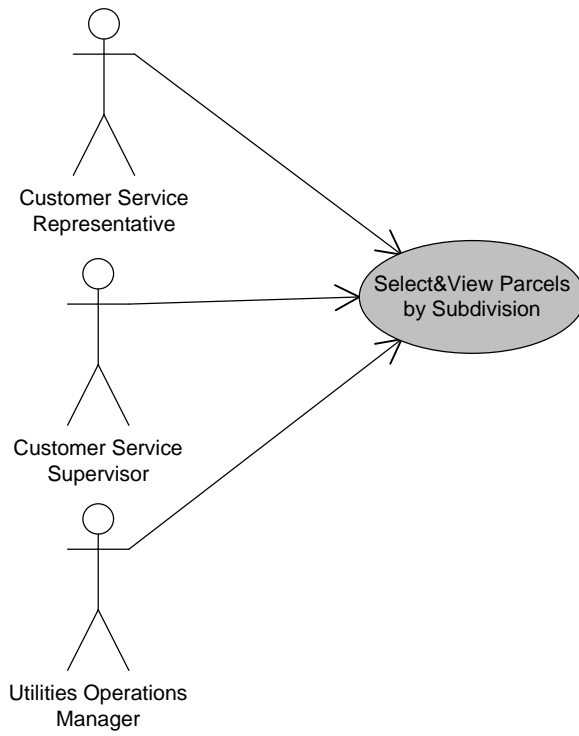 Customer Service
Representative
Select&View Parcels
by Subdivision
Customer Service
Supervisor
Utilities Operations
Manager